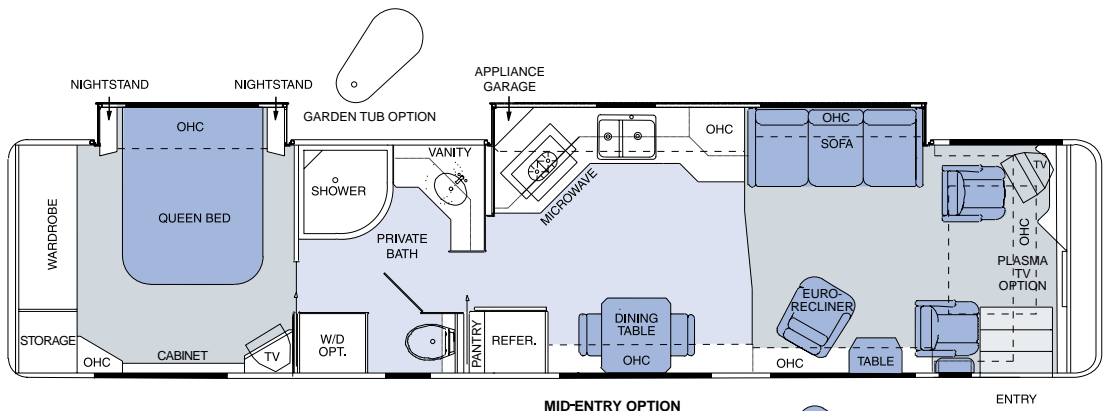 NIGHTSTAND
NIGHTSTAND
GARDEN TUB OPTION
APPLIANCE
GARAGE
OHC
QUEEN BED
WARDROBE
STORAGE
OHC
CABINET
TV
SHOWER
VANITY
PRIVATE
BATH
W/D
OPT.
PANTRY
REFER.
MICROWAVE
OHC
OHC
SOFA
DINING
TABLE
OHC
EURO-
RECLINER
OHC
TABLE
TV
OHC
PLASMA
TV
OPTION
ENTRY
MID-ENTRY OPTION